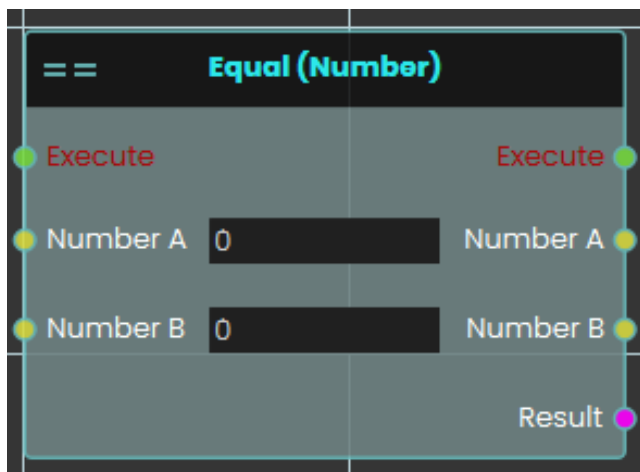 == Equal (Number)
Execute Execute
Number A 0 Number A
Number B 0 Number B
Result